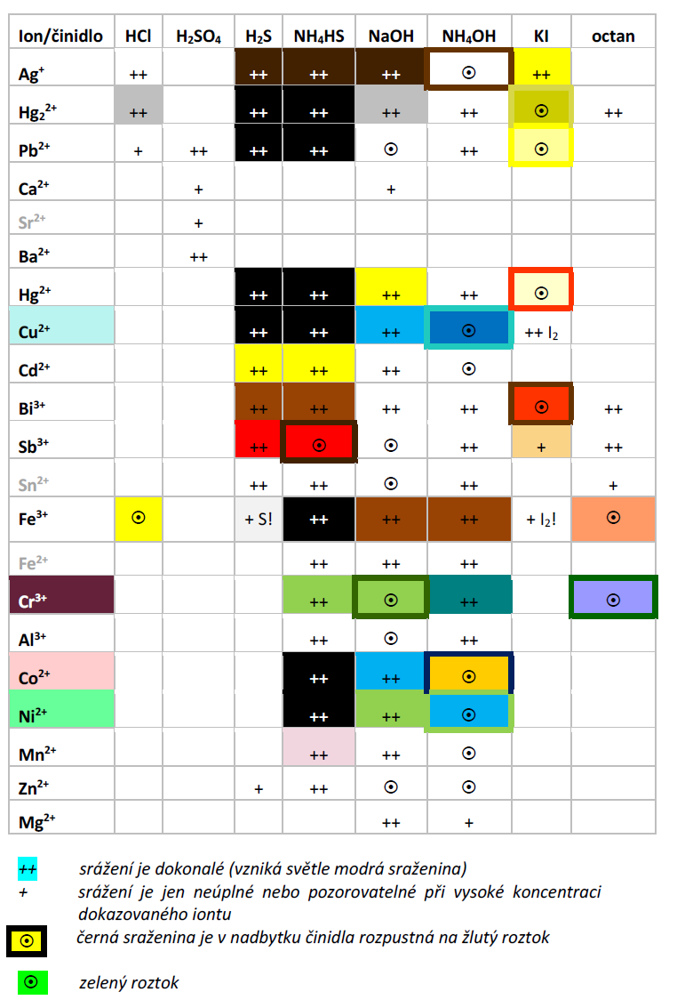 Ion/činidlo HCl H₂SO₄ H₂S NH₄HS NaOH NH₄OH KI octan
Ag⁺ ++ ++ ++ ++ ☉ ++
Hg₂²⁺ ++ ++ ++ ++ ++ ☉ ++
Pb²⁺ + ++ ++ ++ ☉ ++ ☉
Ca²⁺ + +
Sr²⁺ +
Ba²⁺ ++
Hg²⁺ ++ ++ ++ ++ ☉
Cu²⁺ ++ ++ ++ ☉ ++ I₂
Cd²⁺ ++ ++ ++ ☉
Bi³⁺ ++ ++ ++ ++ ☉ ++
Sb³⁺ ++ ☉ ☉ ++ + ++
Sn²⁺ ++ ++ ☉ ++ +
Fe³⁺ ☉ + S! ++ ++ ++ + I₂! ☉
Fe²⁺ ++ ++ ++
Cr³⁺ ++ ☉ ++ ☉
Al³⁺ ++ ☉ ++
Co²⁺ ++ ++ ☉
Ni²⁺ ++ ++ ☉
Mn²⁺ ++ ++ ☉
Zn²⁺ + ++ ☉ ☉
Mg²⁺ ++ +
++ srážení je dokonalé (vzniká světle modrá sraženina)
+ srážení je jen neúplné nebo pozorovatelné při vysoké koncentraci
dokazovaného iontu
☉ černá sraženina je v nadbytku činidla rozpustná na žlutý roztok
☉ zelený roztok